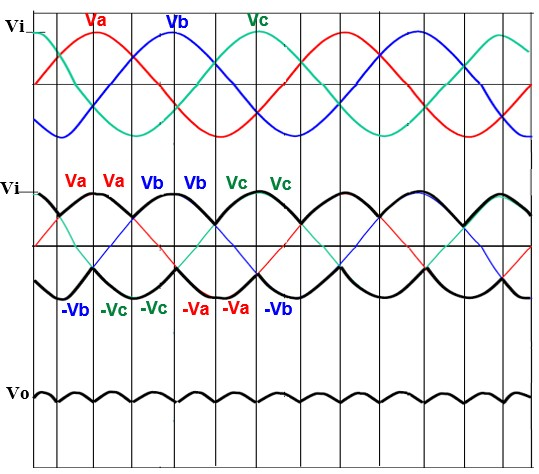 Vi Va Vb Vc
Vi Va Va Vb Vb Vc Vc
-Vb -Vc -Vc -Va -Va -Vb
Vo